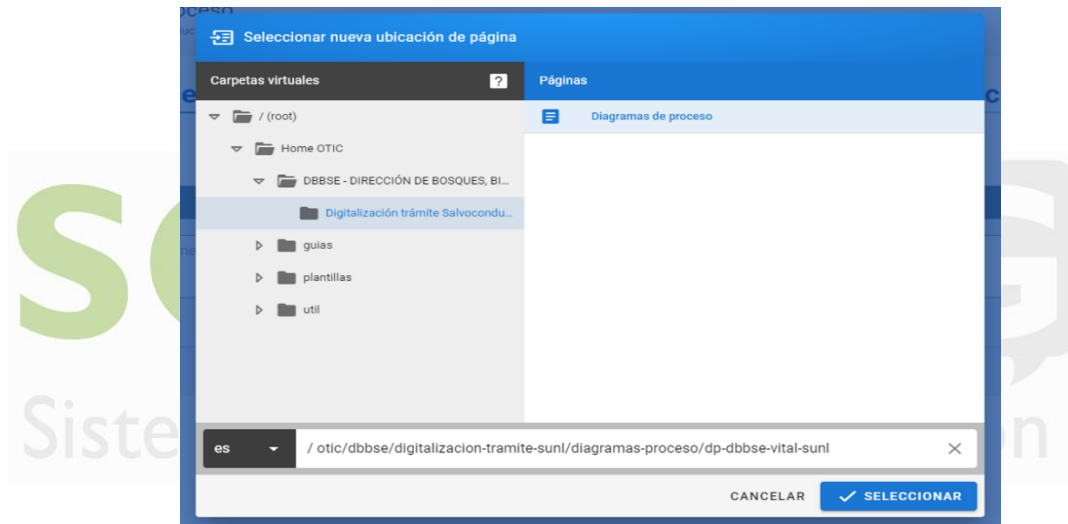 oceso
Seleccionar nueva ubicación de página
Carpetas virtuales
?
Páginas
/ (root)
Diagramas de proceso
Home OTIC
DBBSE - DIRECCIÓN DE BOSQUES, BI...
Digitalización trámite Salvocondu...
guias
plantillas
util
es
/ otic/dbbse/digitalizacion-tramite-sunl/diagramas-proceso/dp-dbbse-vital-sunl
CANCELAR
SELECCIONAR
S
G
Siste
n